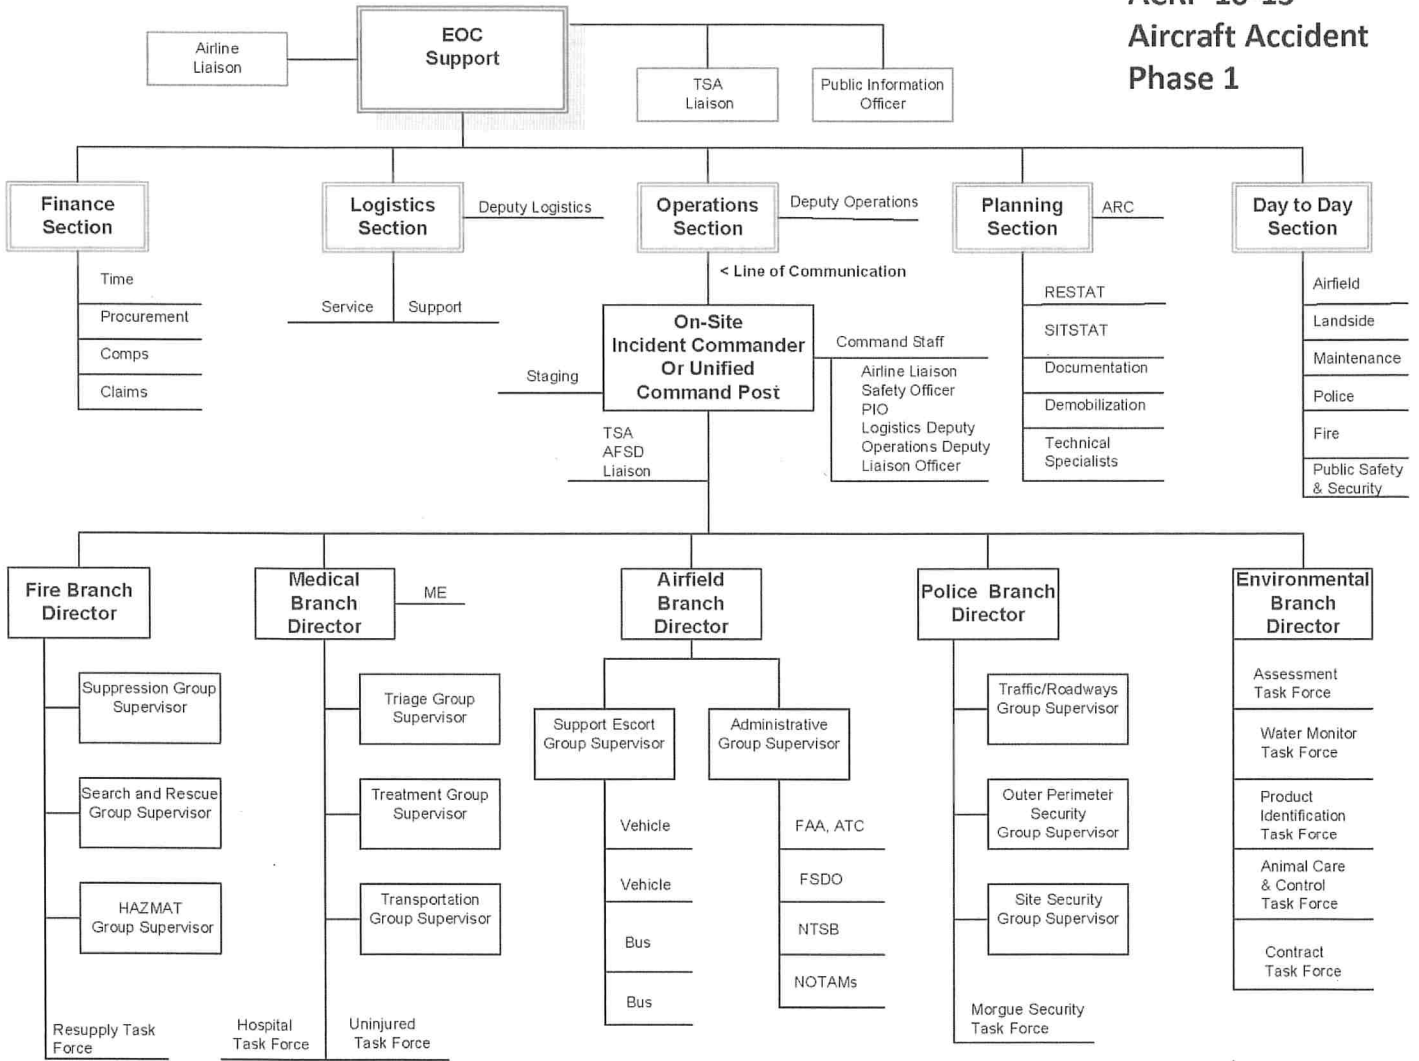 Aircraft Accident
Phase 1
EOC
Support
Airline
Liaison
TSA
Liaison
Public Information
Officer
Finance
Section
Logistics
Section
Deputy Logistics
Operations
Section
Deputy Operations
Planning
Section
ARC
Day to Day
Section
Time
Procurement
Comps
Claims
Service
Support
< Line of Communication
On-Site
Incident Commander
Or Unified
Command Post
Staging
Command Staff
Airline Liaison
Safety Officer
PIO
Logistics Deputy
Operations Deputy
Liaison Officer
TSA
AFSD
Liaison
RESTAT
SITSTAT
Documentation
Demobilization
Technical
Specialists
Airfield
Landside
Maintenance
Police
Fire
Public Safety
& Security
Fire Branch
Director
Medical
Branch
Director
ME
Airfield
Branch
Director
Police Branch
Director
Environmental
Branch
Director
Suppression Group
Supervisor
Search and Rescue
Group Supervisor
HAZMAT
Group Supervisor
Resupply Task
Force
Triage Group
Supervisor
Treatment Group
Supervisor
Transportation
Group Supervisor
Hospital
Task Force
Uninjured
Task Force
Support Escort
Group Supervisor
Vehicle
Vehicle
Bus
Bus
Administrative
Group Supervisor
FAA, ATC
FSDO
NTSB
NOTAMs
Traffic/Roadways
Group Supervisor
Outer Perimeter
Security
Group Supervisor
Site Security
Group Supervisor
Morgue Security
Task Force
Assessment
Task Force
Water Monitor
Task Force
Product
Identification
Task Force
Animal Care
& Control
Task Force
Contract
Task Force